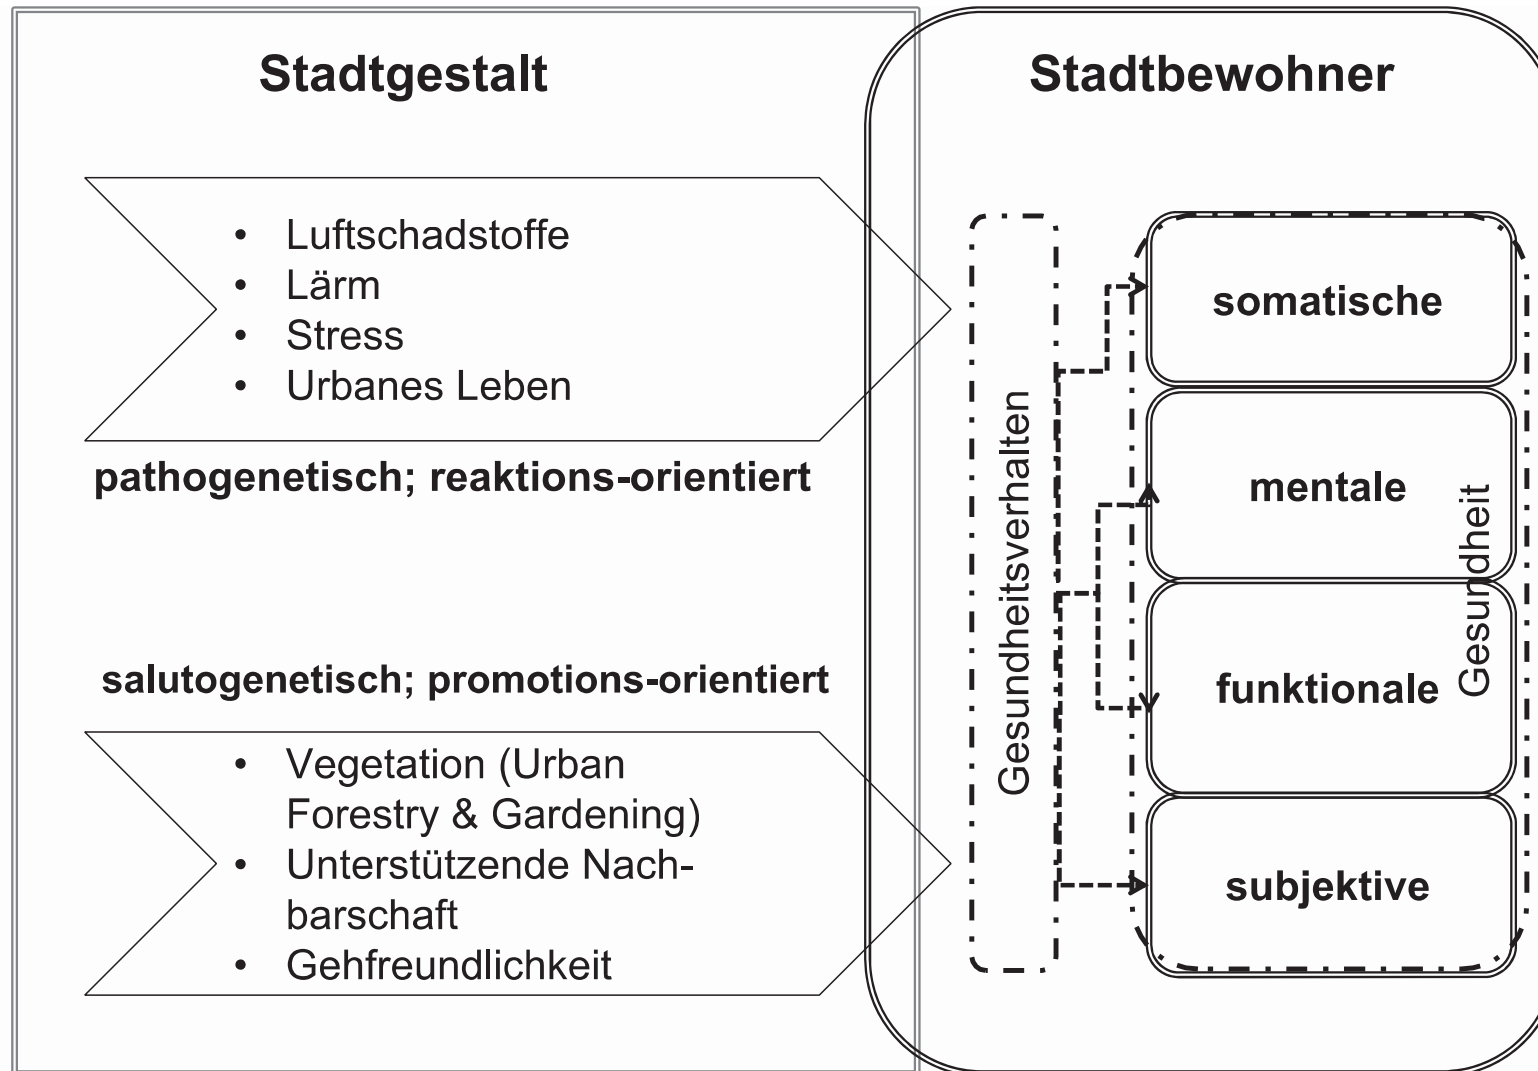 Stadtgestalt
Luftschadstoffe
Lärm
Stress
Urbanes Leben
pathogenetisch; reaktions-orientiert
salutogenetisch; promotions-orientiert
Vegetation (Urban
Forestry & Gardening)
Unterstützende Nach-
barschaft
Gehfreundlichkeit
Stadtbewohner
Gesundheitsverhalten
somatische
mentale
funktionale
subjektive
Gesundheit